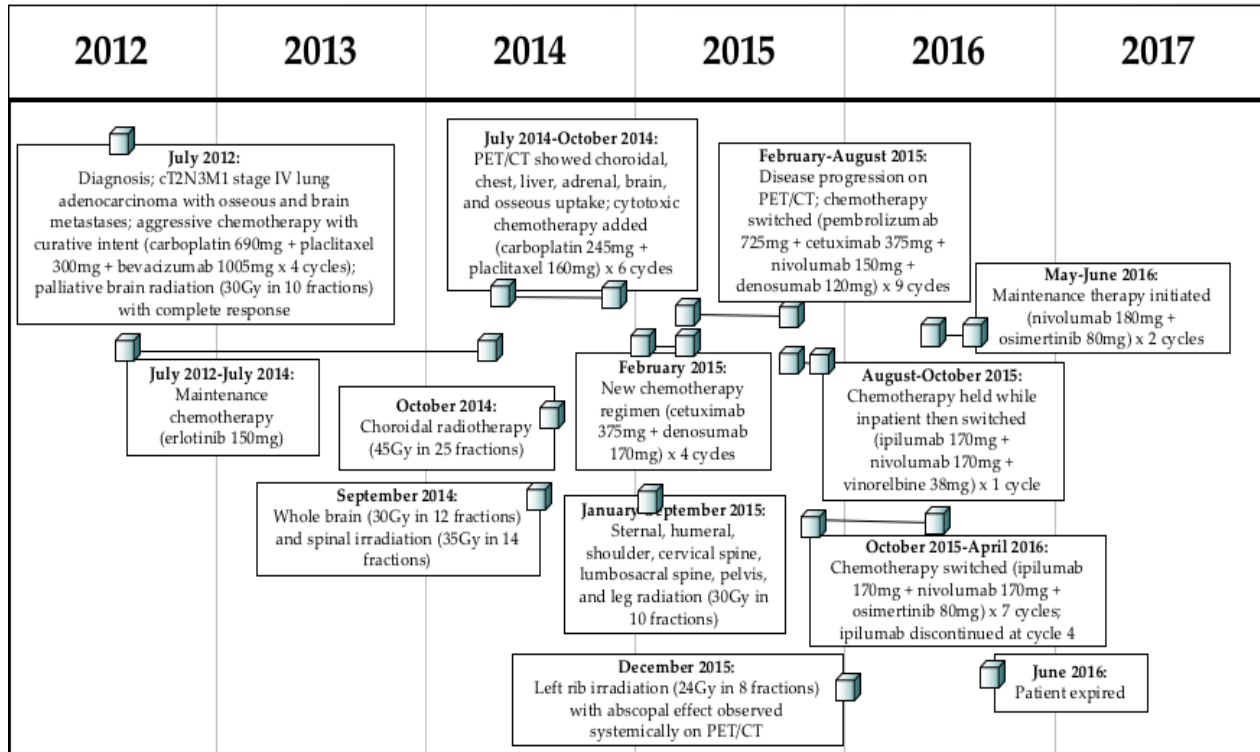 2012
2013
2014
2015
2016
2017
July 2012:
Diagnosis; cT2N3M1 stage IV lung
adenocarcinoma with osseous and brain
metastases; aggressive chemotherapy with
curative intent (carboplatin 690mg + placlitaxel
300mg + bevacizumab 1005mg x 4 cycles);
palliative brain radiation (30Gy in 10 fractions)
with complete response
July 2014-October 2014:
PET/CT showed choroidal,
chest, liver, adrenal, brain,
and osseous uptake; cytotoxic
chemotherapy added
(carboplatin 245mg +
placlitaxel 160mg) x 6 cycles
February-August 2015:
Disease progression on
PET/CT; chemotherapy
switched (pembrolizumab
725mg + cetuximab 375mg +
nivolumab 150mg +
denosumab 120mg) x 9 cycles
May-June 2016:
Maintenance therapy initiated
(nivolumab 180mg +
osimertinib 80mg) x 2 cycles
July 2012-July 2014:
Maintenance
chemotherapy
(erlotinib 150mg)
October 2014:
Choroidal radiotherapy
(45Gy in 25 fractions)
February 2015:
New chemotherapy
regimen (cetuximab
375mg + denosumab
170mg) x 4 cycles
August-October 2015:
Chemotherapy held while
inpatient then switched
(ipilumab 170mg +
nivolumab 170mg +
vinorelbine 38mg) x 1 cycle
September 2014:
Whole brain (30Gy in 12 fractions)
and spinal irradiation (35Gy in 14
fractions)
January-September 2015:
Sternal, humeral,
shoulder, cervical spine,
lumbosacral spine, pelvis,
and leg radiation (30Gy in
10 fractions)
October 2015-April 2016:
Chemotherapy switched (ipilumab
170mg + nivolumab 170mg +
osimertinib 80mg) x 7 cycles;
ipilumab discontinued at cycle 4
December 2015:
Left rib irradiation (24Gy in 8 fractions)
with abscopal effect observed
systemically on PET/CT
June 2016:
Patient expired